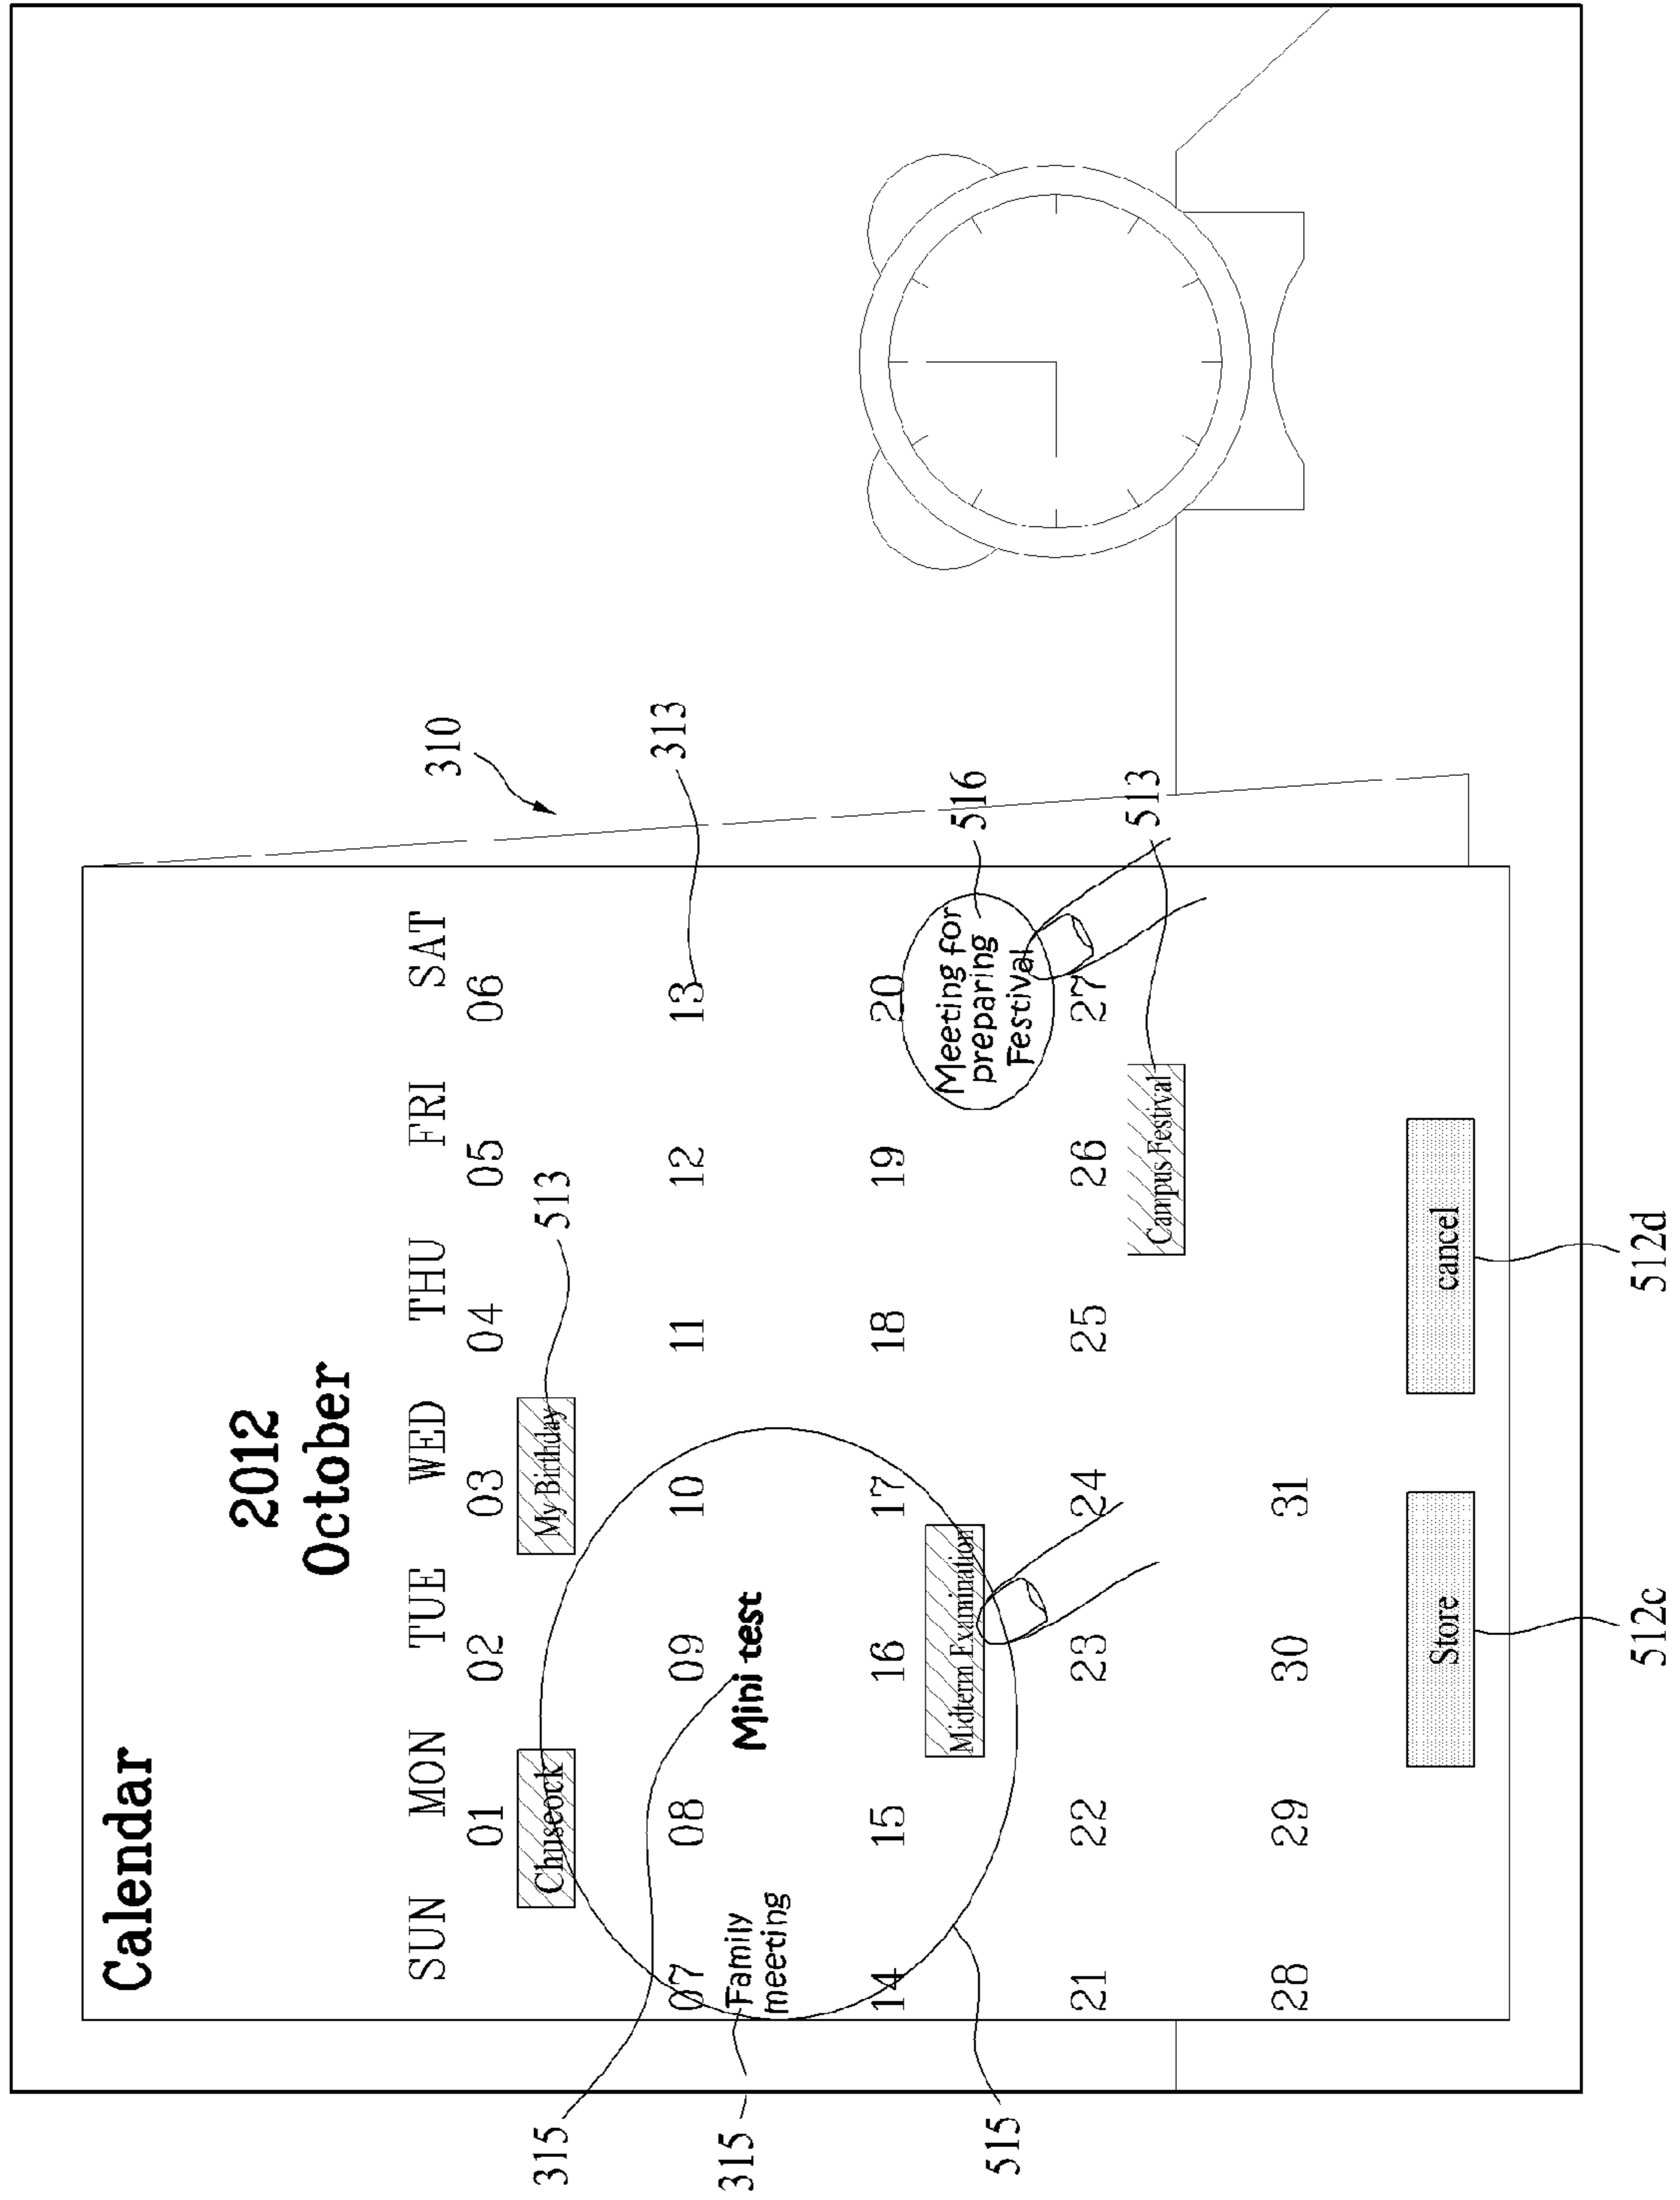 Calendar
2012
October
310
SUN MON TUE WED THU FRI SAT
01 02 03 04 05 06
Chuseock My Birthday
513
313
315
07 08 09 10 11 12 13
315
Family
meeting
Mini test
14 15 16 17 18 19 20
Midterm Examination
Meeting for
preparing
Festival
516
515
21 22 23 24 25 26 27
Campus Festival
513
28 29 30 31
Store cancel
512c 512d